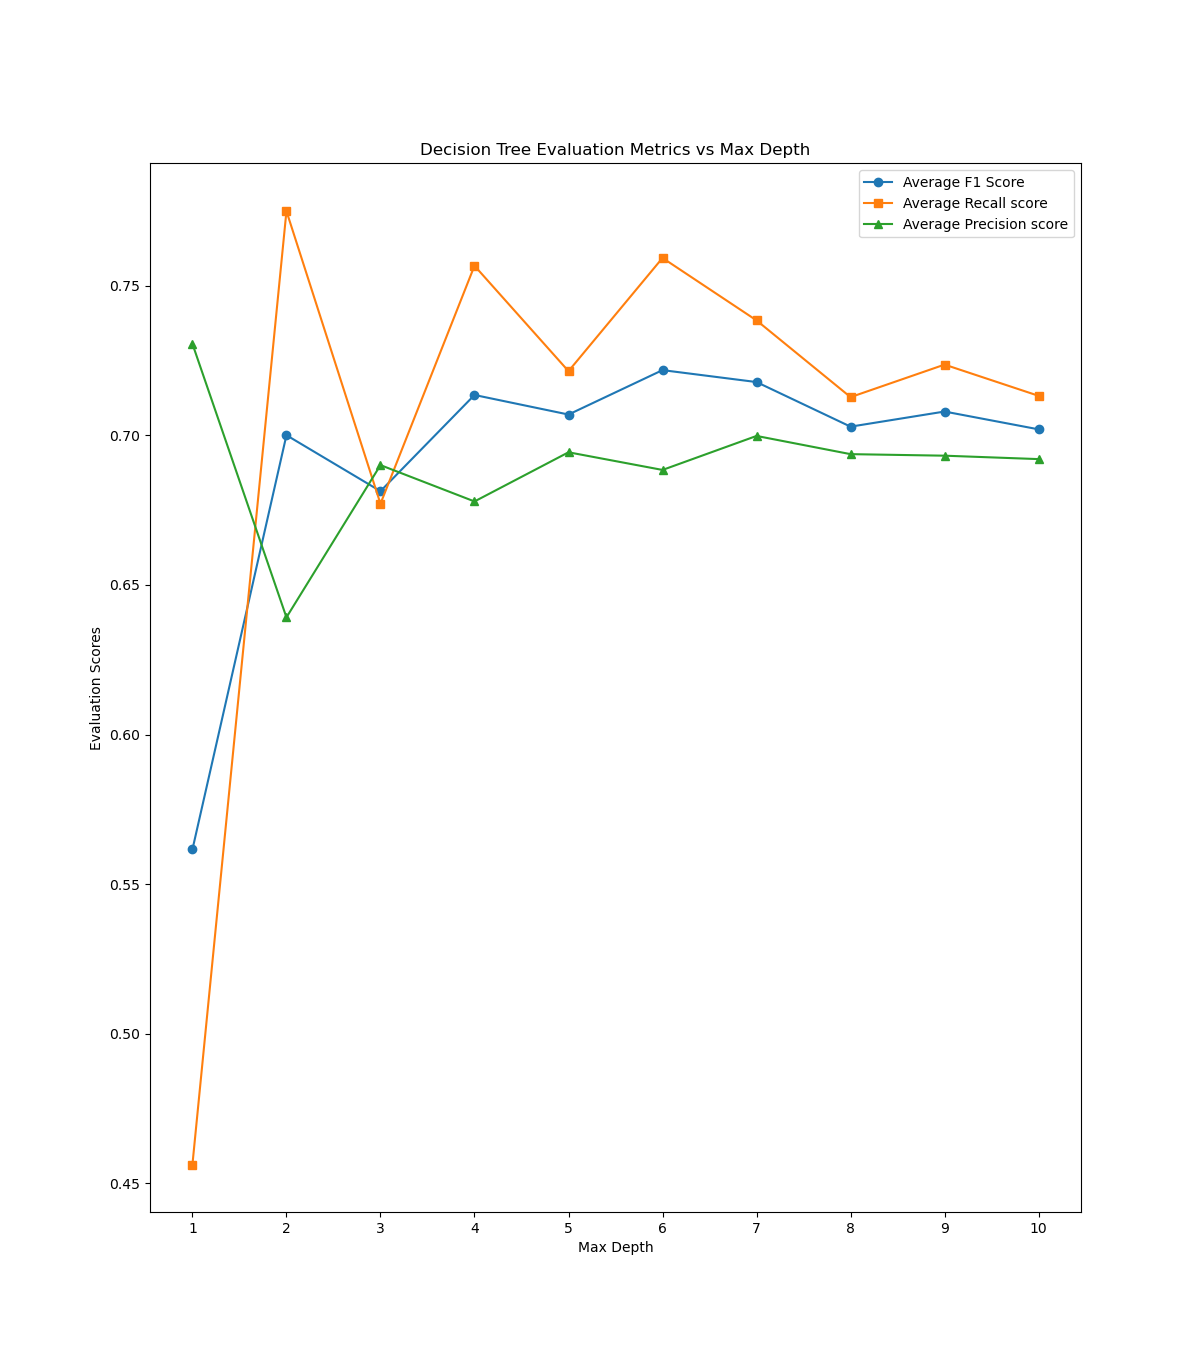 Decision Tree Evaluation Metrics vs Max Depth
Average F1 Score
Average Recall score
Average Precision score
0.75
0.70
0.65
0.60
0.55
0.50
0.45
Evaluation Scores
1 2 3 4 5 6 7 8 9 10
Max Depth